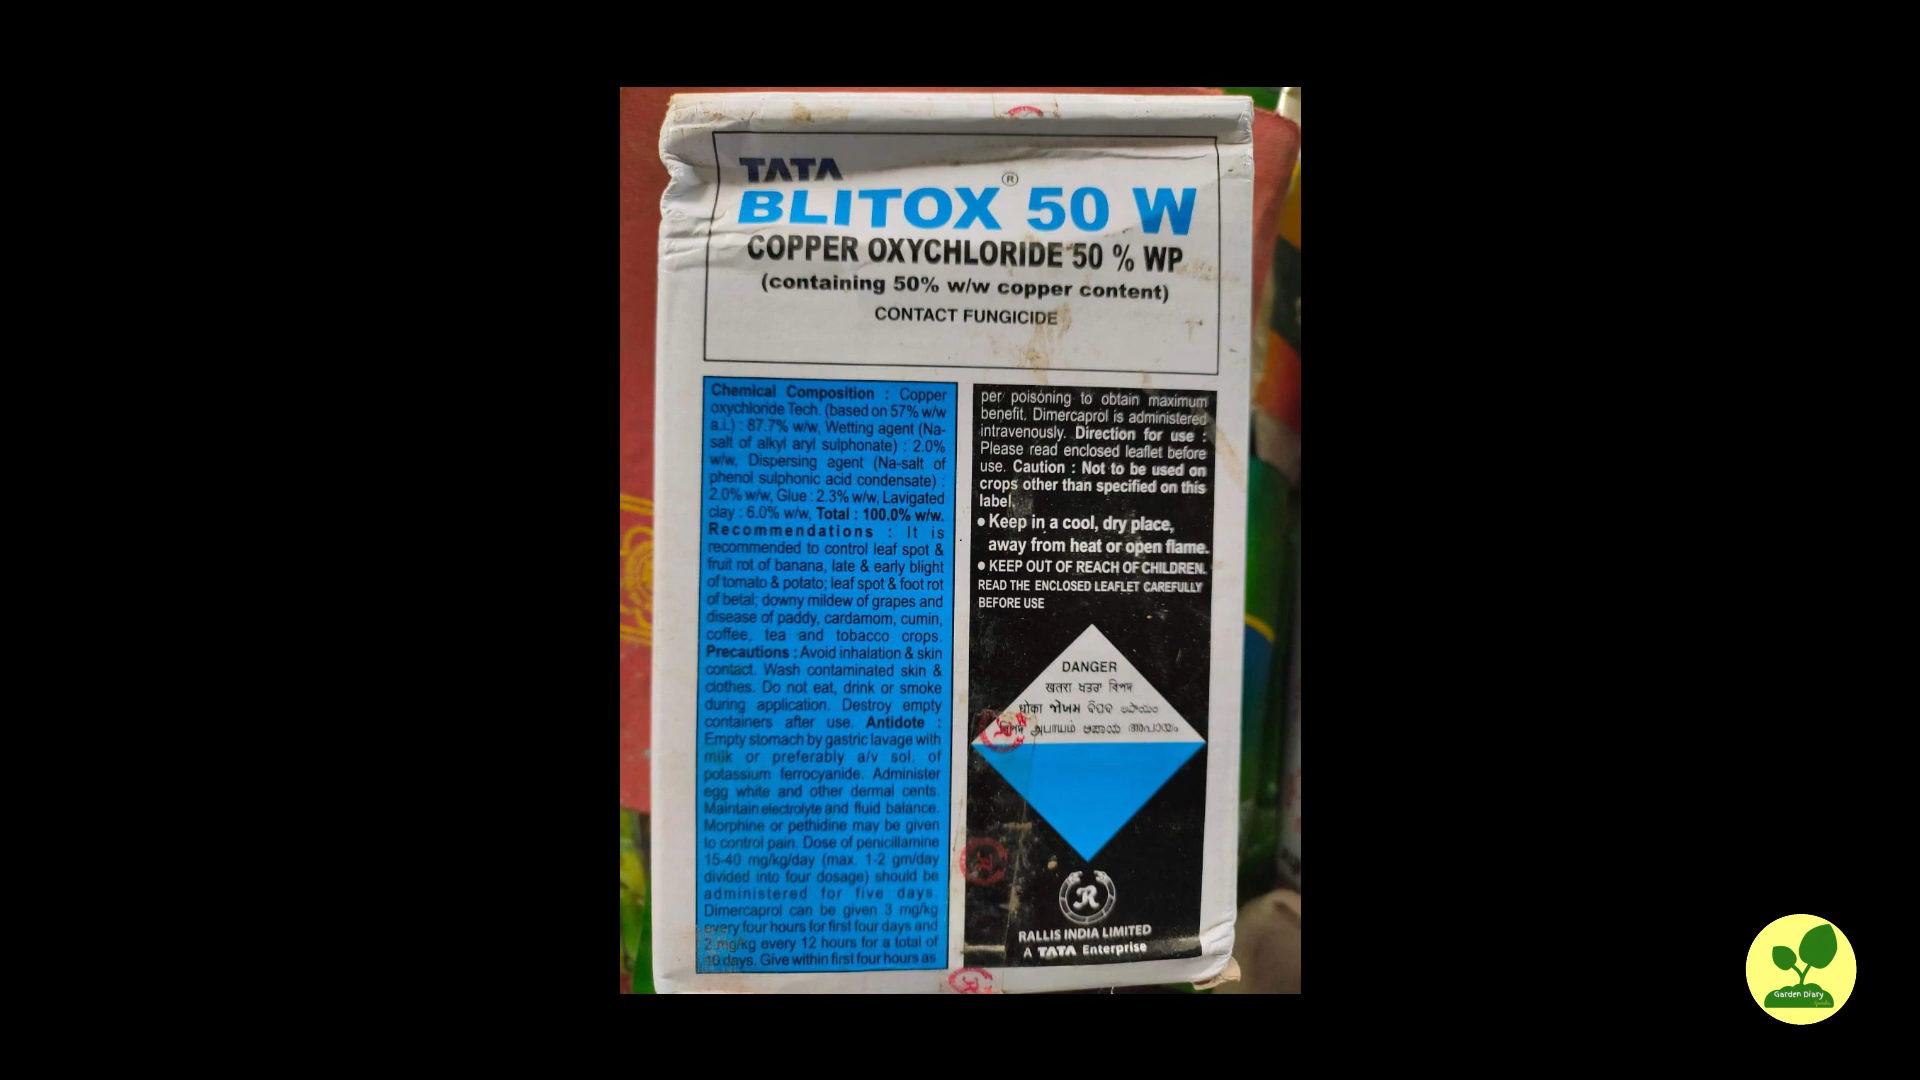 TATA
BLITOX® 50 W
COPPER OXYCHLORIDE 50 % WP
(containing 50% w/w copper content)
CONTACT FUNGICIDE
Chemical Composition : Copper
oxychloride Tech. (based on 57% w/w
a.i.) : 87.7% w/w, Wetting agent (Na-
salt of alkyl aryl sulphonate) : 2.0%
w/w, Dispersing agent (Na-salt of
phenol sulphonic acid condensate) :
2.0% w/w, Glue : 2.3% w/w, Lavigated
clay : 6.0% w/w, Total : 100.0% w/w.
Recommendations : It is
recommended to control leaf spot &
fruit rot of banana, late & early blight
of tomato & potato; leaf spot & foot rot
of betal; downy mildew of grapes and
disease of paddy, cardamom, cumin,
coffee, tea and tobacco crops.
Precautions : Avoid inhalation & skin
contact. Wash contaminated skin &
clothes. Do not eat, drink or smoke
during application. Destroy empty
containers after use. Antidote :
Empty stomach by gastric lavage with
milk or preferably a/v sol. of
potassium ferrocyanide. Administer
egg white and other dermal cents.
Maintain electrolyte and fluid balance.
Morphine or pethidine may be given
to control pain. Dose of penicillamine
15-40 mg/kg/day (max. 1-2 gm/day
divided into four dosage) should be
administered for five days.
Dimercaprol can be given 3 mg/kg
every four hours for first four days and
2 mg/kg every 12 hours for a total of
10 days. Give within first four hours as
per poisoning to obtain maximum
benefit. Dimercaprol is administered
intravenously. Direction for use :
Please read enclosed leaflet before
use. Caution : Not to be used on
crops other than specified on this
label.
• Keep in a cool, dry place,
away from heat or open flame.
• KEEP OUT OF REACH OF CHILDREN.
READ THE ENCLOSED LEAFLET CAREFULLY
BEFORE USE
DANGER
खतरा ਖਤਰਾ বিপদ
धोका જોખમ ବିପଦ అపాయం
அபாயம் ಅಪಾಯ അപായം
R
RALLIS INDIA LIMITED
A TATA Enterprise
Garden Diary